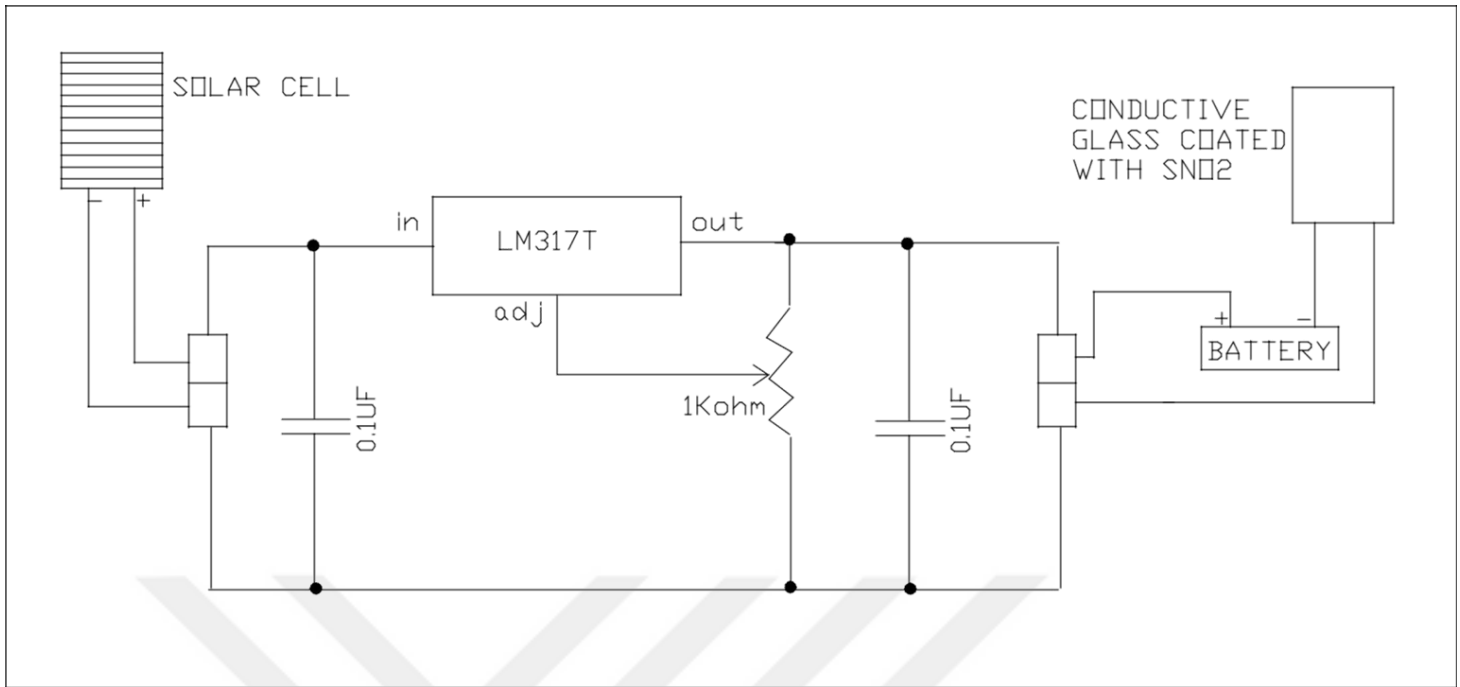 SOLAR CELL
- +
in
LM317T
out
adj
1Kohm
0.1UF
0.1UF
CONDUCTIVE
GLASS COATED
WITH SNO2
+ -
BATTERY